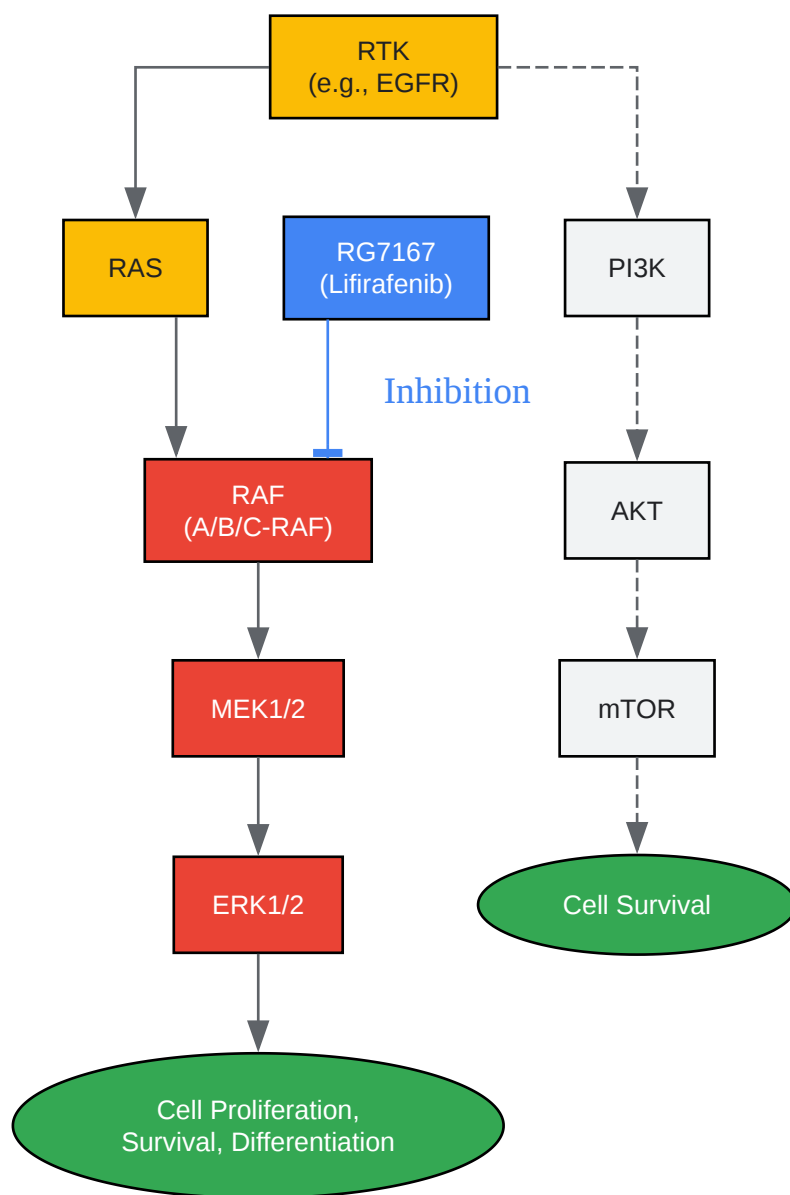 RTK
(e.g., EGFR)
RAS
RG7167
(Lifirafenib)
PI3K
Inhibition
RAF
(A/B/C-RAF)
AKT
MEK1/2
mTOR
ERK1/2
Cell Survival
Cell Proliferation,
Survival, Differentiation